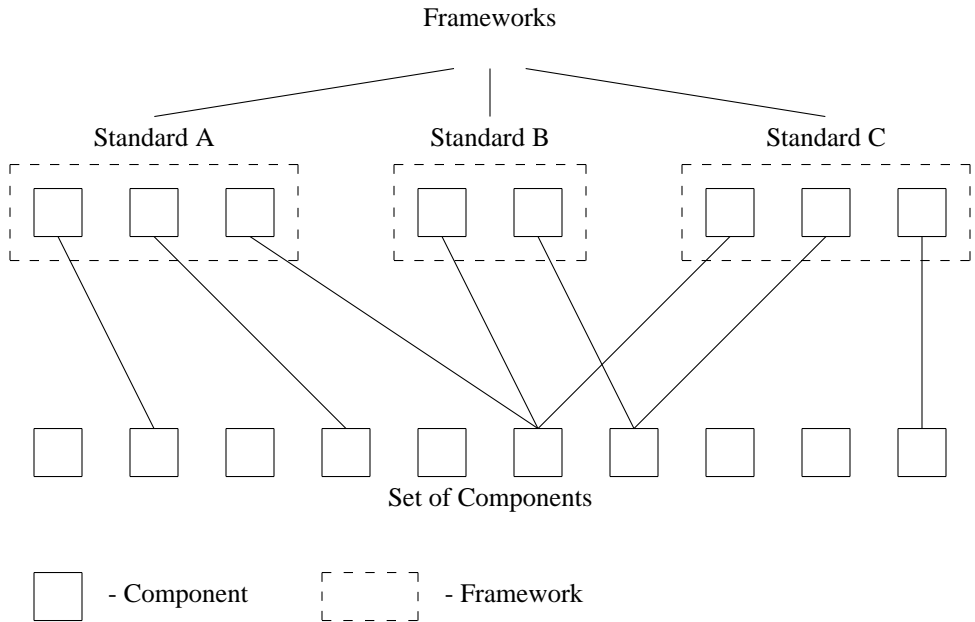 Frameworks
Standard A
Standard B
Standard C
Set of Components
- Component
- Framework